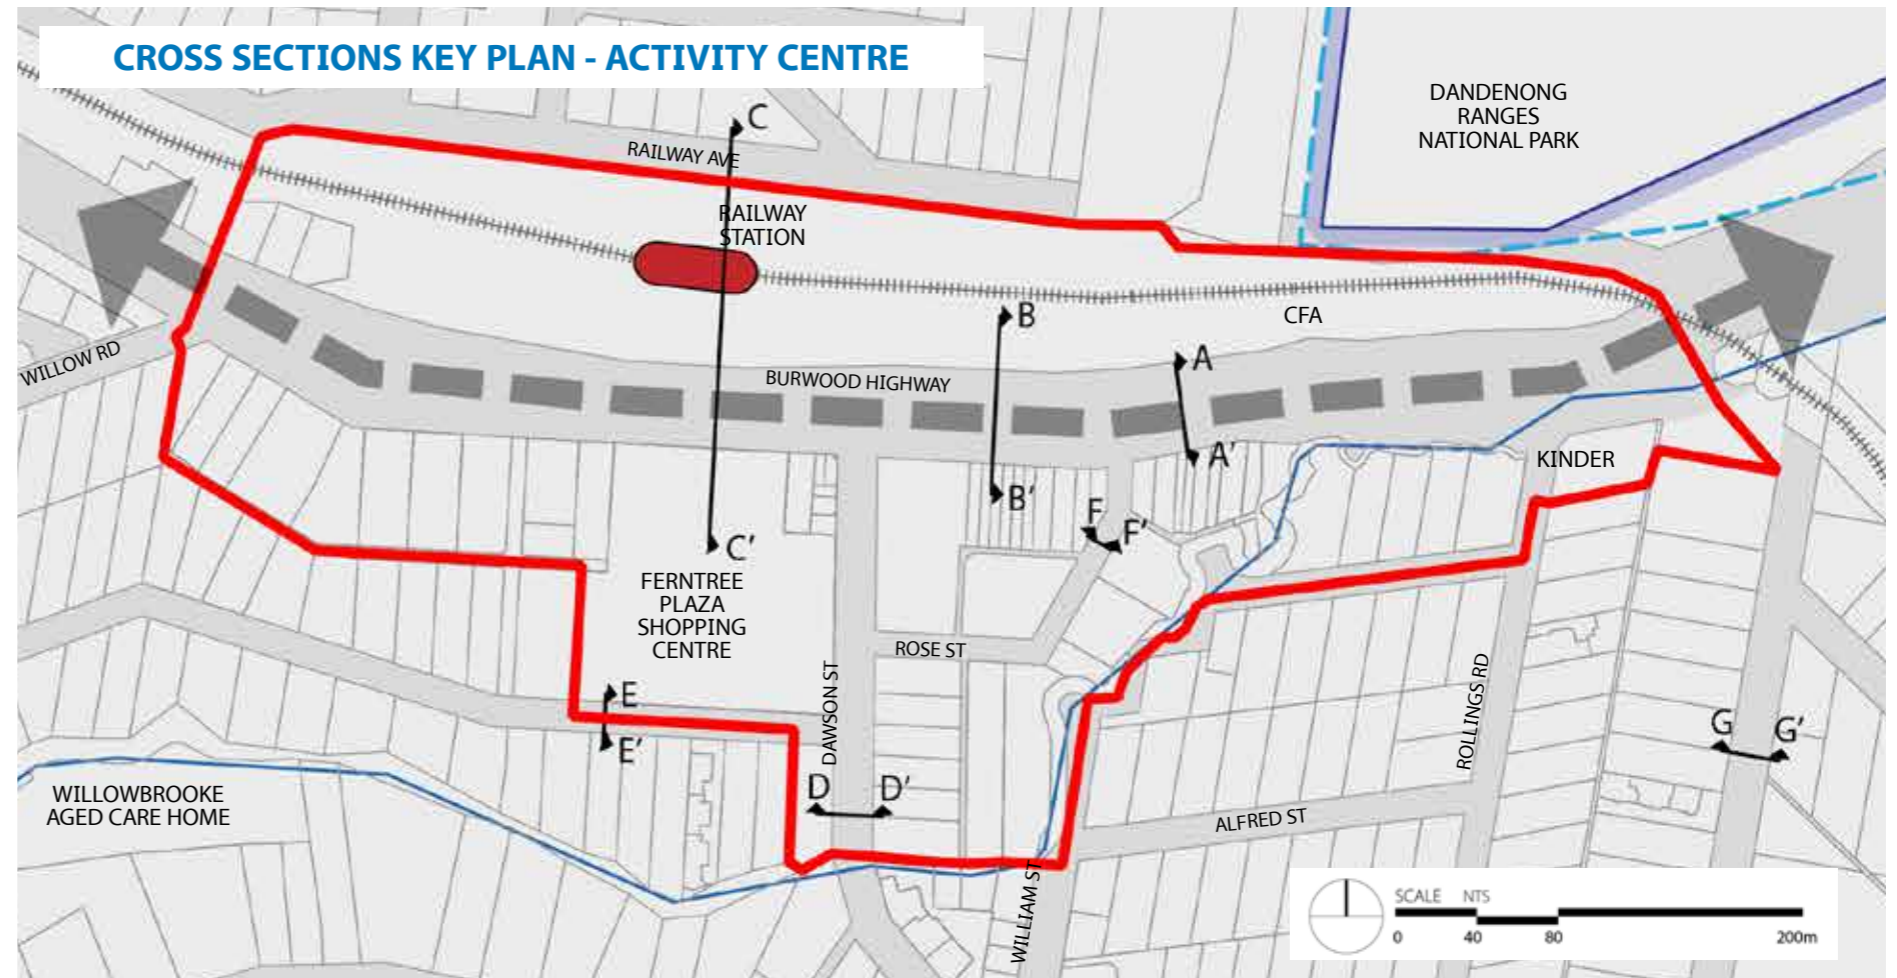 CROSS SECTIONS KEY PLAN - ACTIVITY CENTRE
DANDENONG
RANGES
NATIONAL PARK
C
RAILWAY AVE
RAILWAY
STATION
B
CFA
A
WILLOW RD
BURWOOD HIGHWAY
A'
KINDER
B'
F
F'
C'
FERNTREE
PLAZA
SHOPPING
CENTRE
ROSE ST
DAWSON ST
ROLLINGS RD
E
E'
G
G'
D
D'
WILLOWBROOKE
AGED CARE HOME
ALFRED ST
WILLIAM ST
SCALE NTS
0 40 80 200m